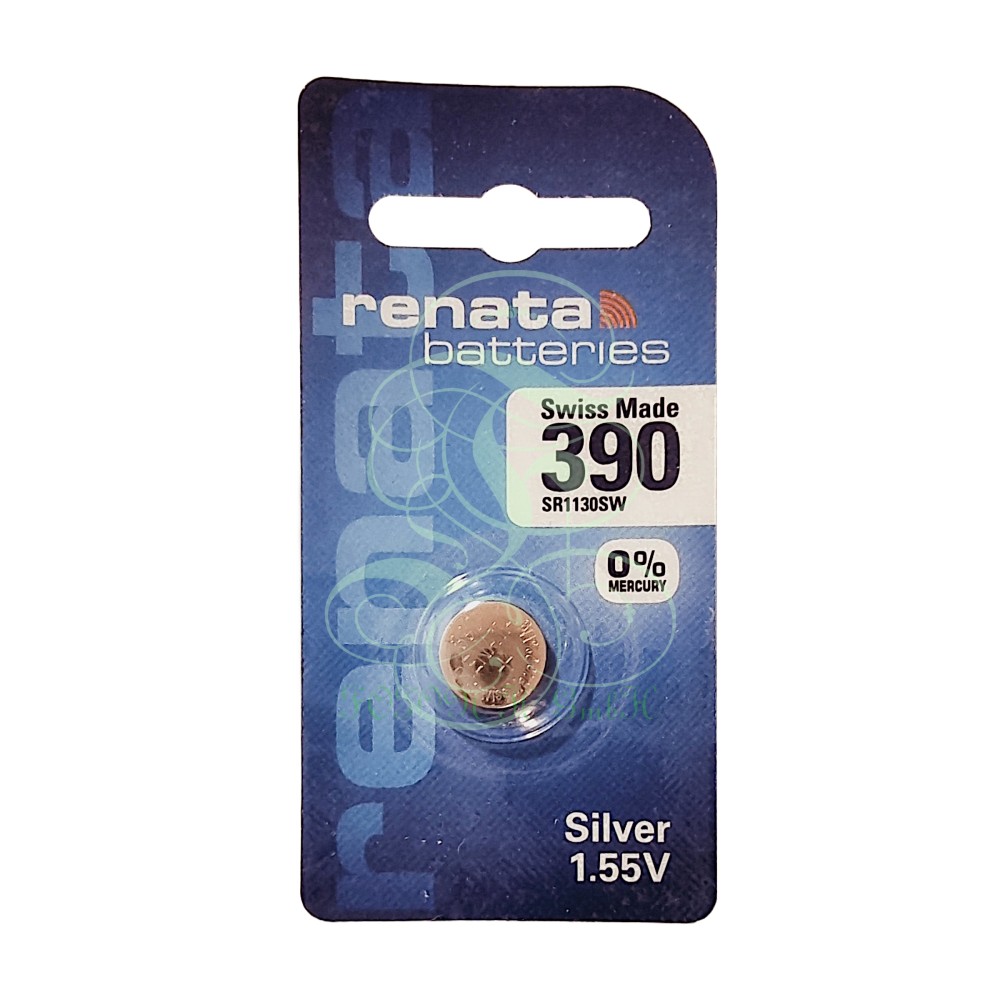 renata
batteries
Swiss Made
390
SR1130SW
0%
MERCURY
renata
Silver
1.55V